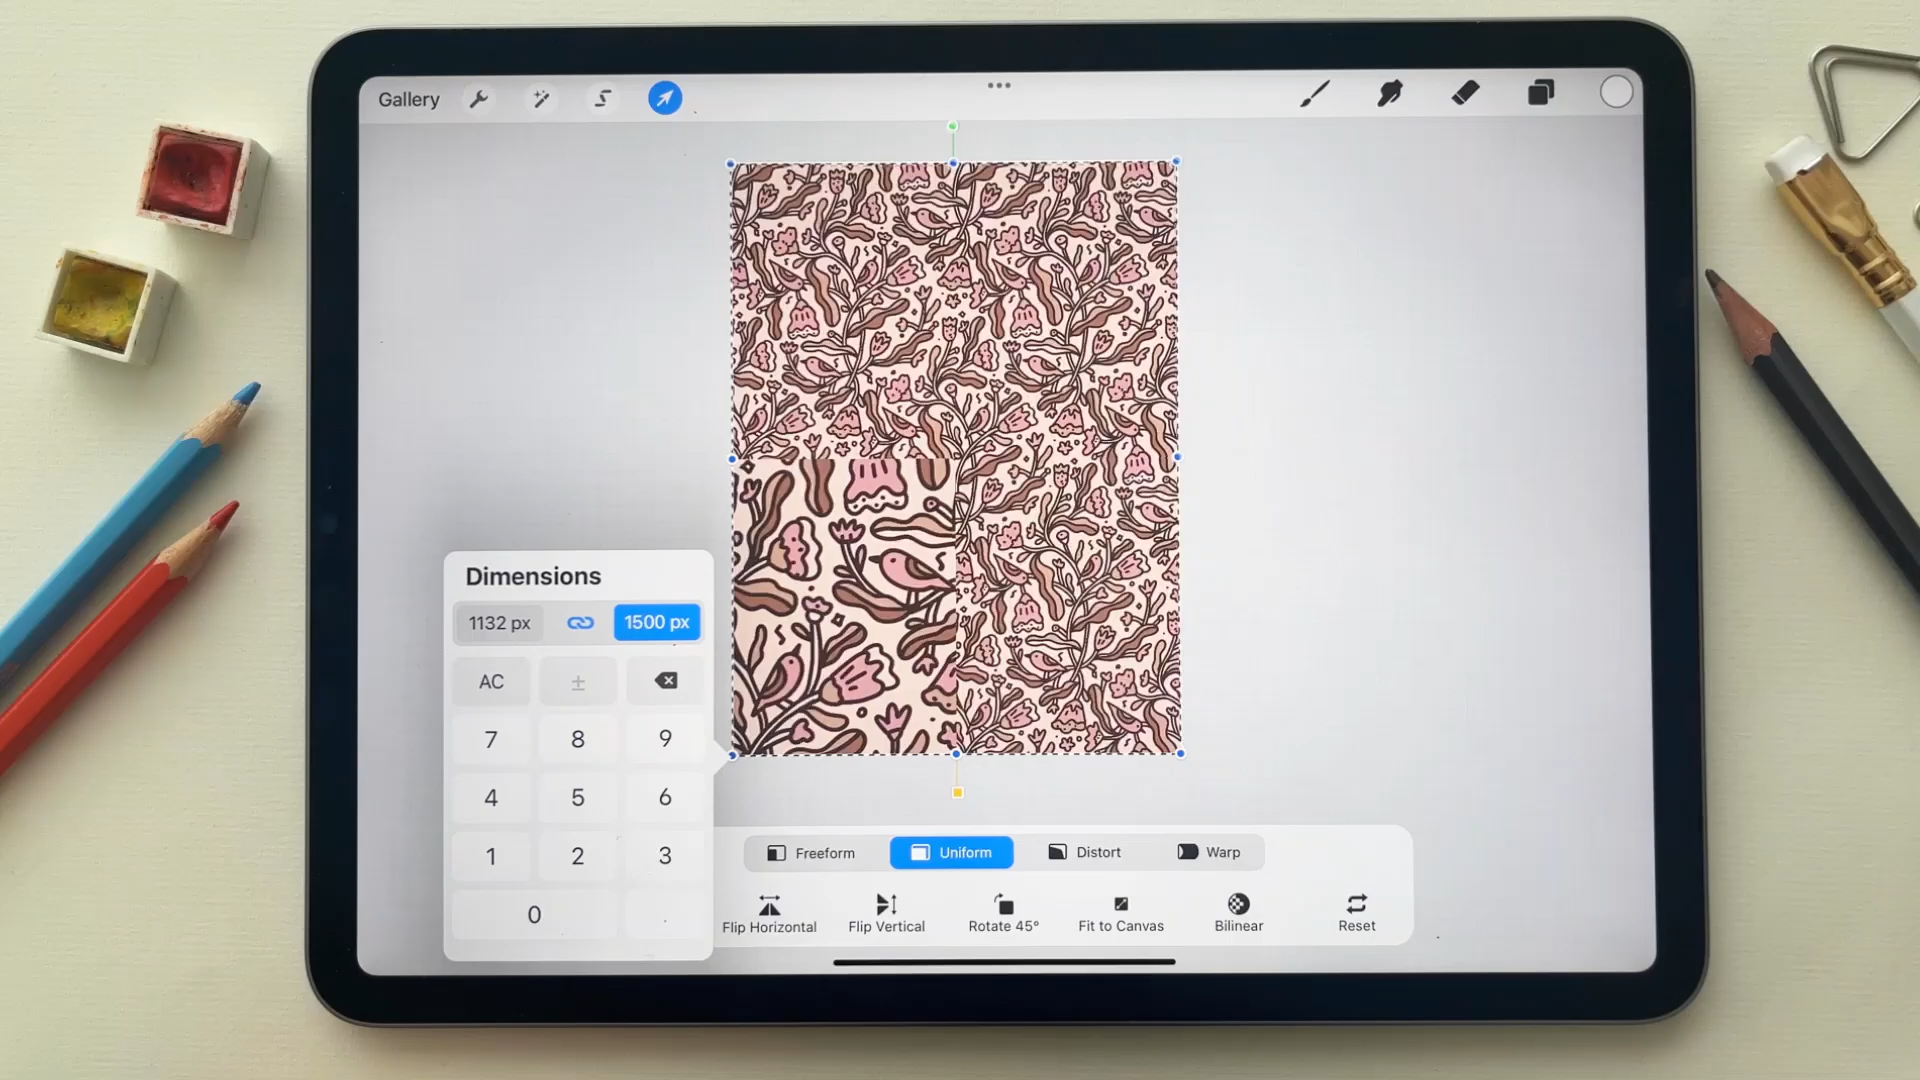 Gallery
Dimensions
1132 px
1500 px
AC
±
7 8 9
4 5 6
1 2 3
0 .
Freeform
Uniform
Distort
Warp
Flip Horizontal
Flip Vertical
Rotate 45°
Fit to Canvas
Bilinear
Reset